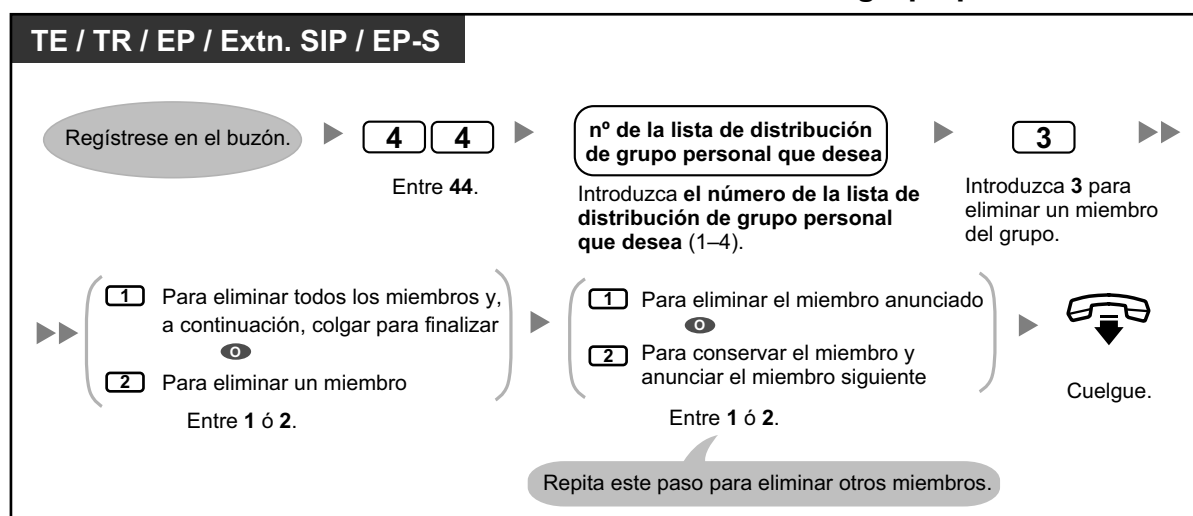 TE / TR / EP / Extn. SIP / EP-S
Regístrese en el buzón.
4 4
Entre 44.
nº de la lista de distribución
de grupo personal que desea
Introduzca el número de la lista de
distribución de grupo personal
que desea (1–4).
3
Introduzca 3 para
eliminar un miembro
del grupo.
1 Para eliminar todos los miembros y,
a continuación, colgar para finalizar
O
2 Para eliminar un miembro
Entre 1 ó 2.
1 Para eliminar el miembro anunciado
O
2 Para conservar el miembro y
anunciar el miembro siguiente
Entre 1 ó 2.
Repita este paso para eliminar otros miembros.
Cuelgue.